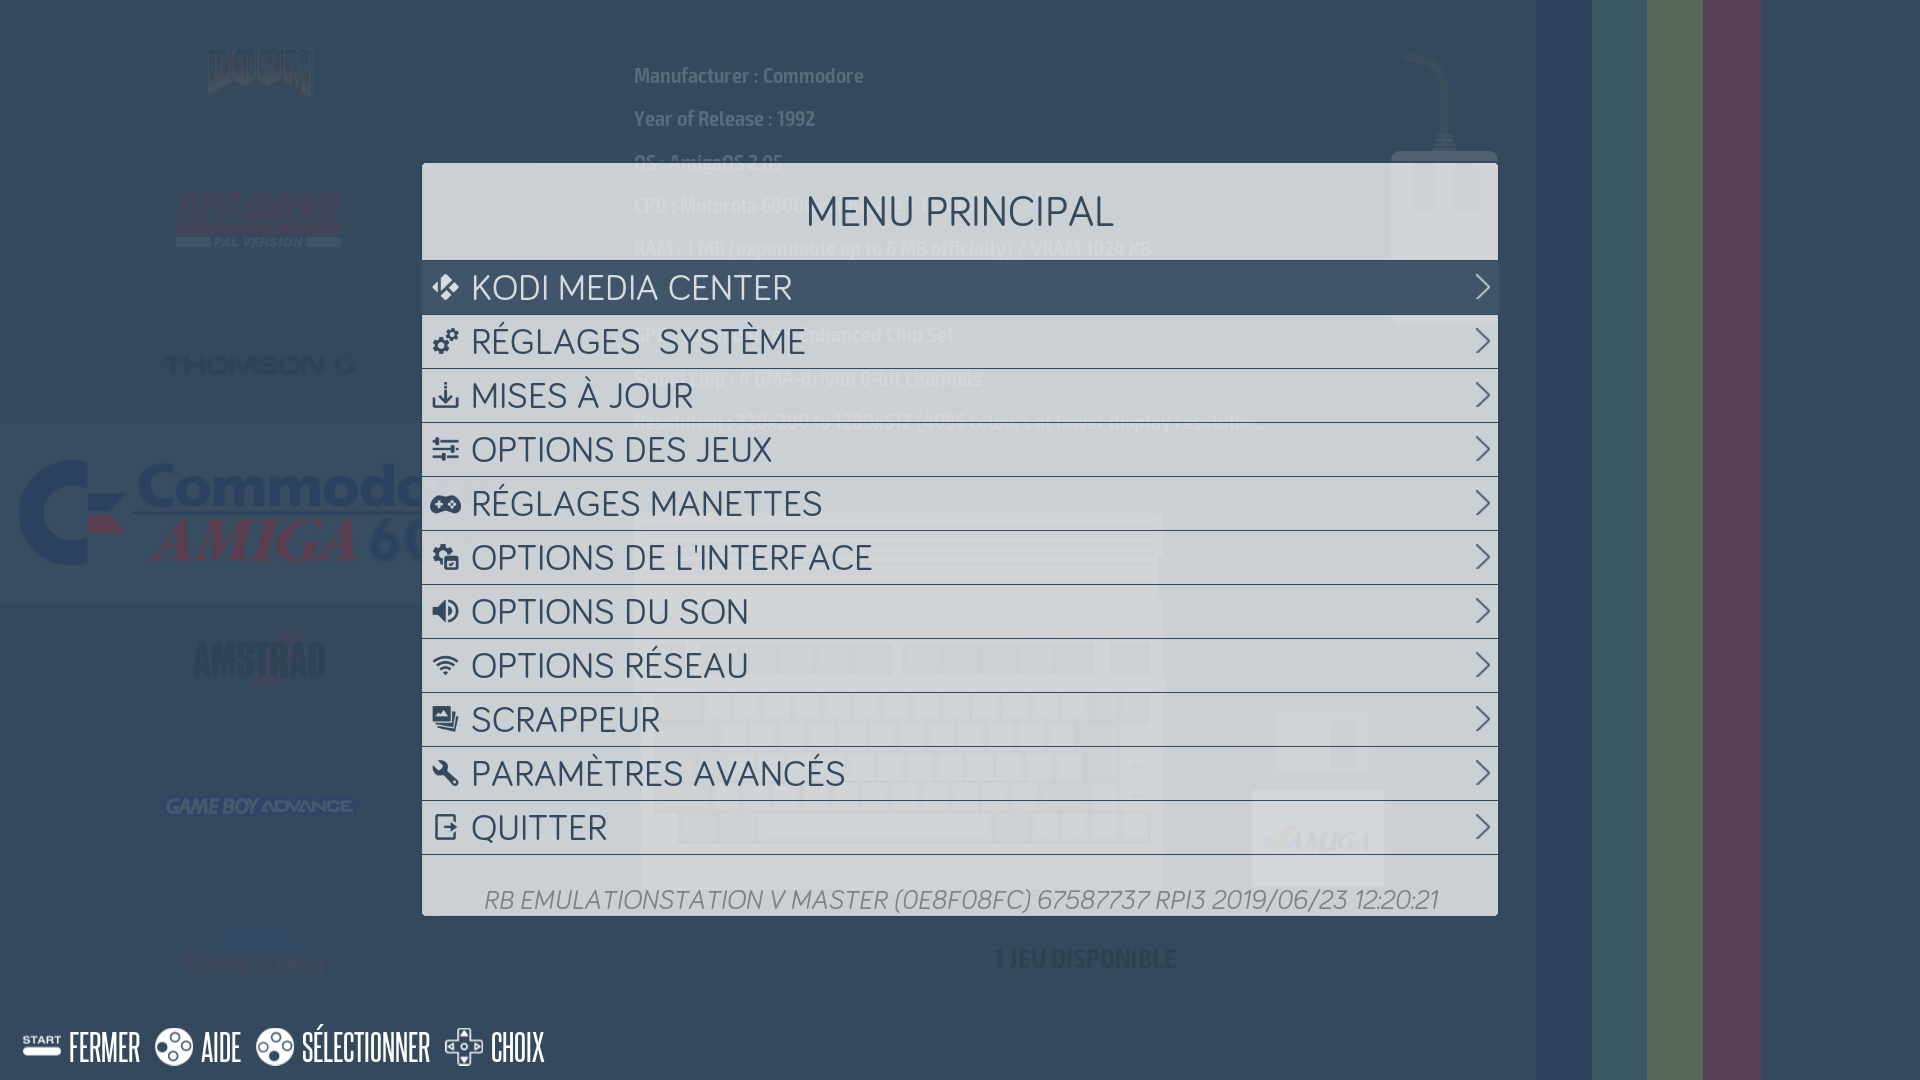 DOOM
Manufacturer : Commodore
Year of Release : 1992
OS : AmigaOS 2.05
MENU PRINCIPAL
CPU : Motorola 6800
SUPER NINTENDO
PAL VERSION
RAM : 1 MB (expandable up to 6 MB officially) / VRAM 1024 KB
KODI MEDIA CENTER
RÉGLAGES SYSTÈME
enhanced Chip Set
THOMSON
MISES À JOUR
Sound chip : 4 DMA-driven 8-bit channels
Resolution : 320x200 to 1280x512 (4096 colours at lower display resolutio...
OPTIONS DES JEUX
Commodo
RÉGLAGES MANETTES
AMIGA 60
OPTIONS DE L'INTERFACE
OPTIONS DU SON
OPTIONS RÉSEAU
AMSTRAD
SCRAPPEUR
PARAMÈTRES AVANCÉS
GAME BOY ADVANCE
QUITTER
AMIGA
RB EMULATIONSTATION V MASTER (0E8F08FC) 67587737 RPI3 2019/06/23 12:20:21
Master System
1 JEU DISPONIBLE
START FERMER AIDE SÉLECTIONNER CHOIX